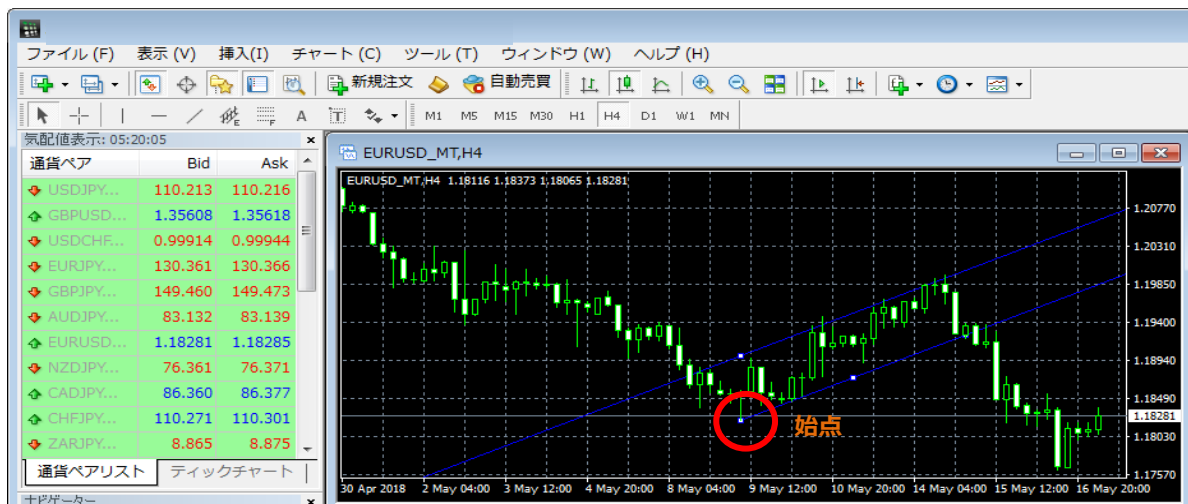 ファイル (F) 表示 (V) 挿入(I) チャート (C) ツール (T) ウィンドウ (W) ヘルプ (H)
新規注文 自動売買
E F A T M1 M5 M15 M30 H1 H4 D1 W1 MN
気配値表示: 05:20:05
通貨ペア Bid Ask
USDJPY... 110.213 110.216
GBPUSD... 1.35608 1.35618
USDCHF... 0.99914 0.99944
EURJPY... 130.361 130.366
GBPJPY... 149.460 149.473
AUDJPY... 83.132 83.139
EURUSD... 1.18281 1.18285
NZDJPY... 76.361 76.371
CADJPY... 86.360 86.377
CHFJPY... 110.271 110.301
ZARJPY... 8.865 8.875
通貨ペアリスト ティックチャート
ナビゲーター
EURUSD_MT,H4
EURUSD_MT,H4 1.18116 1.18373 1.18065 1.18281
1.20770
1.20310
1.19850
1.19400
1.18940
1.18490
1.18281
1.18030
1.17570
始点
30 Apr 2018 2 May 04:00 3 May 12:00 4 May 20:00 8 May 04:00 9 May 12:00 10 May 20:00 14 May 04:00 15 May 12:00 16 May 20:00